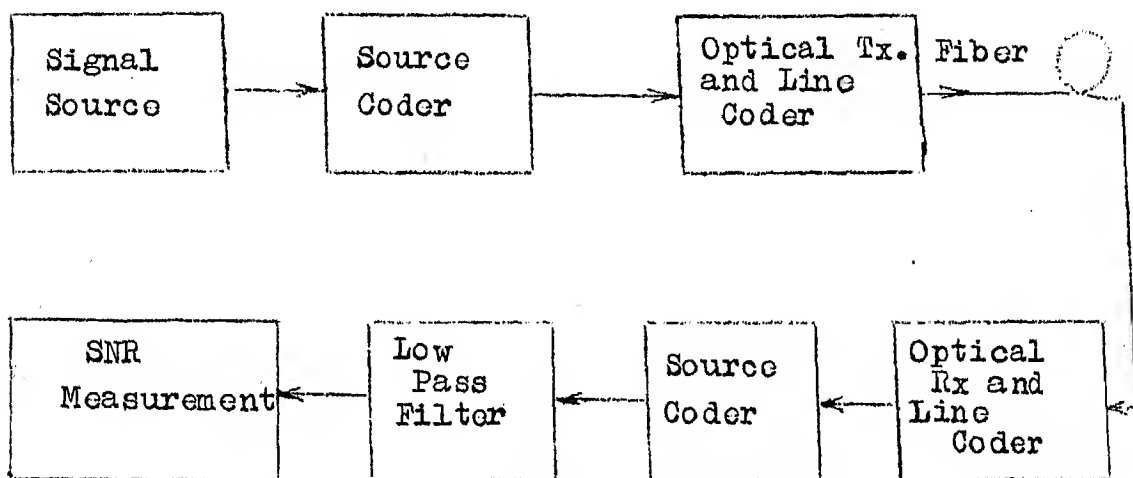 Signal
Source
Source
Coder
Optical Tx.
and Line
Coder
Fiber
SNR
Measurement
Low
Pass
Filter
Source
Coder
Optical
Rx and
Line
Coder